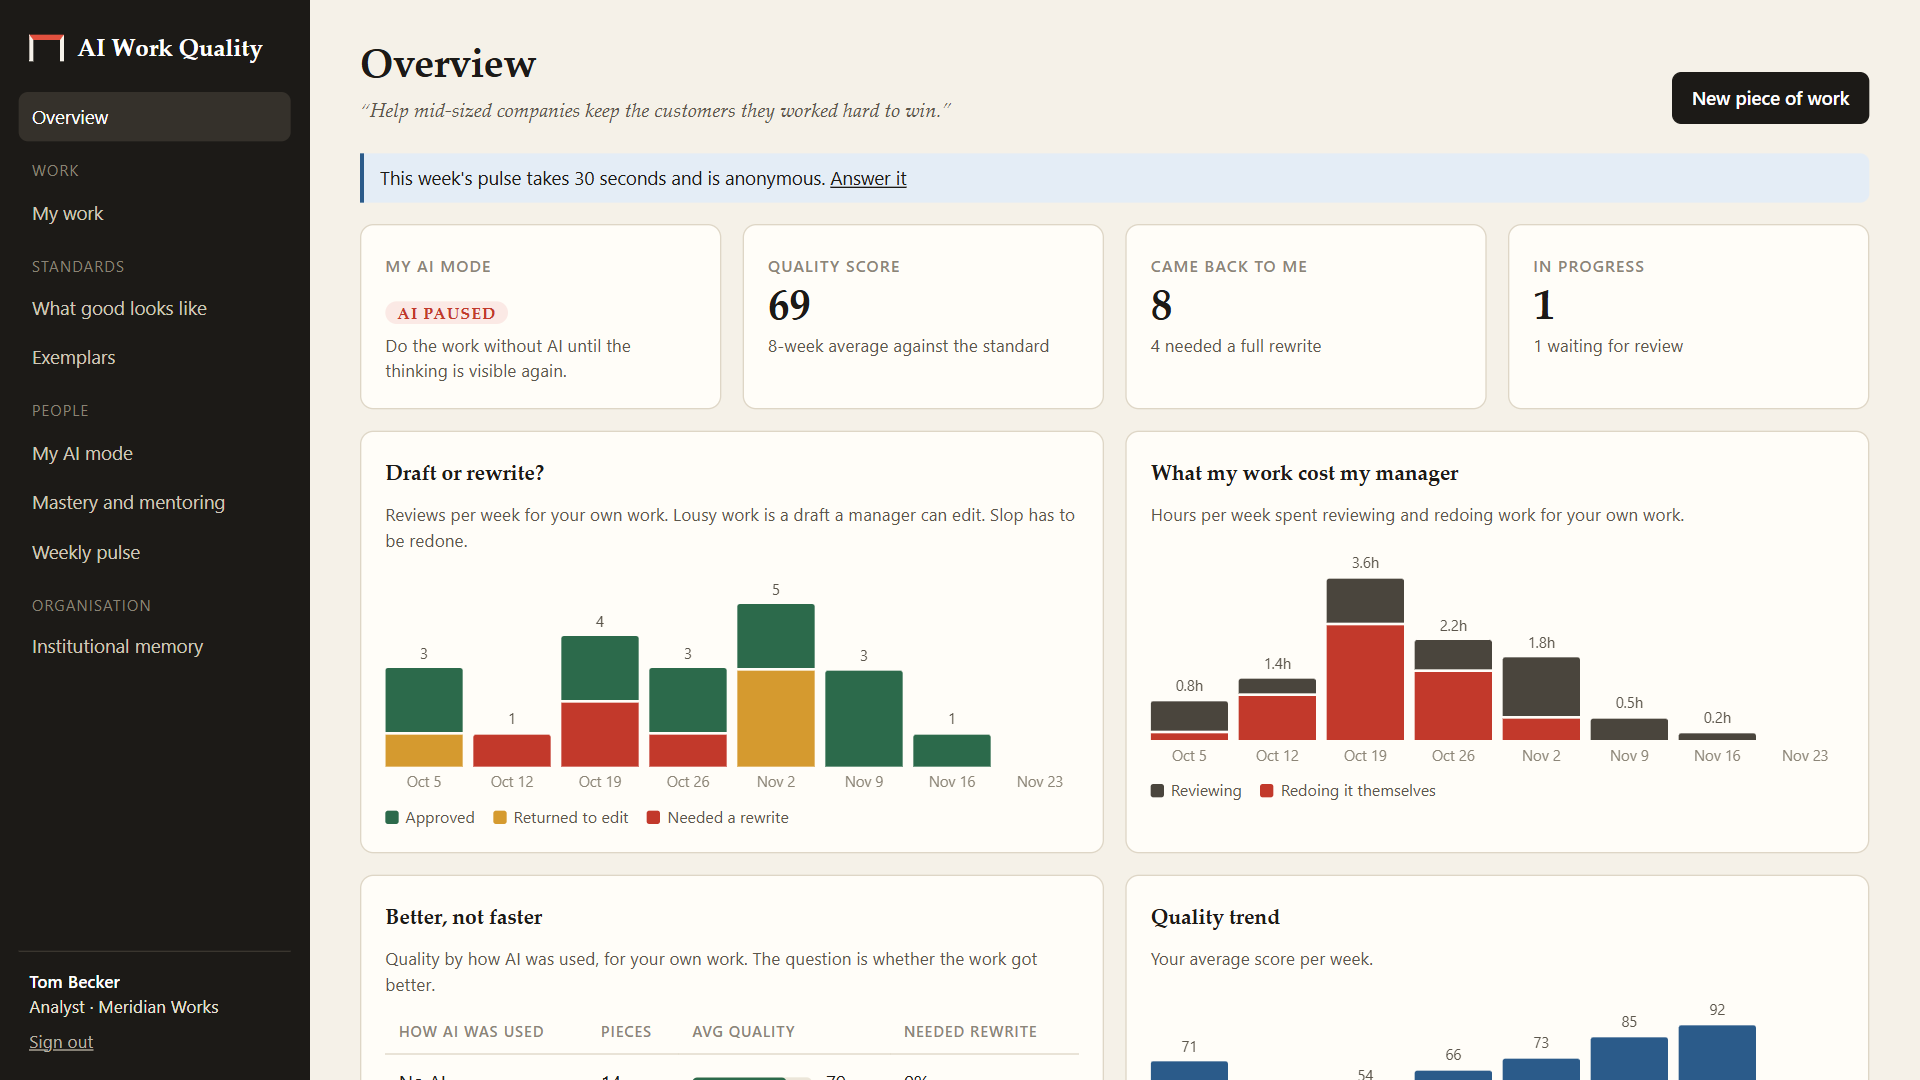 AI Work Quality
Overview
WORK
My work
STANDARDS
What good looks like
Exemplars
PEOPLE
My AI mode
Mastery and mentoring
Weekly pulse
ORGANISATION
Institutional memory
Tom Becker
Analyst · Meridian Works
Sign out
Overview
“Help mid-sized companies keep the customers they worked hard to win.”
New piece of work
This week's pulse takes 30 seconds and is anonymous. Answer it
MY AI MODE
AI PAUSED
Do the work without AI until the
thinking is visible again.
QUALITY SCORE
69
8-week average against the standard
CAME BACK TO ME
8
4 needed a full rewrite
IN PROGRESS
1
1 waiting for review
Draft or rewrite?
Reviews per week for your own work. Lousy work is a draft a manager can edit. Slop has to
be redone.
3 1 4 3 5 3 1
Oct 5 Oct 12 Oct 19 Oct 26 Nov 2 Nov 9 Nov 16 Nov 23
Approved Returned to edit Needed a rewrite
What my work cost my manager
Hours per week spent reviewing and redoing work for your own work.
0.8h 1.4h 3.6h 2.2h 1.8h 0.5h 0.2h
Oct 5 Oct 12 Oct 19 Oct 26 Nov 2 Nov 9 Nov 16 Nov 23
Reviewing Redoing it themselves
Better, not faster
Quality by how AI was used, for your own work. The question is whether the work got
better.
HOW AI WAS USED PIECES AVG QUALITY NEEDED REWRITE
Quality trend
Your average score per week.
71 54 66 73 85 92